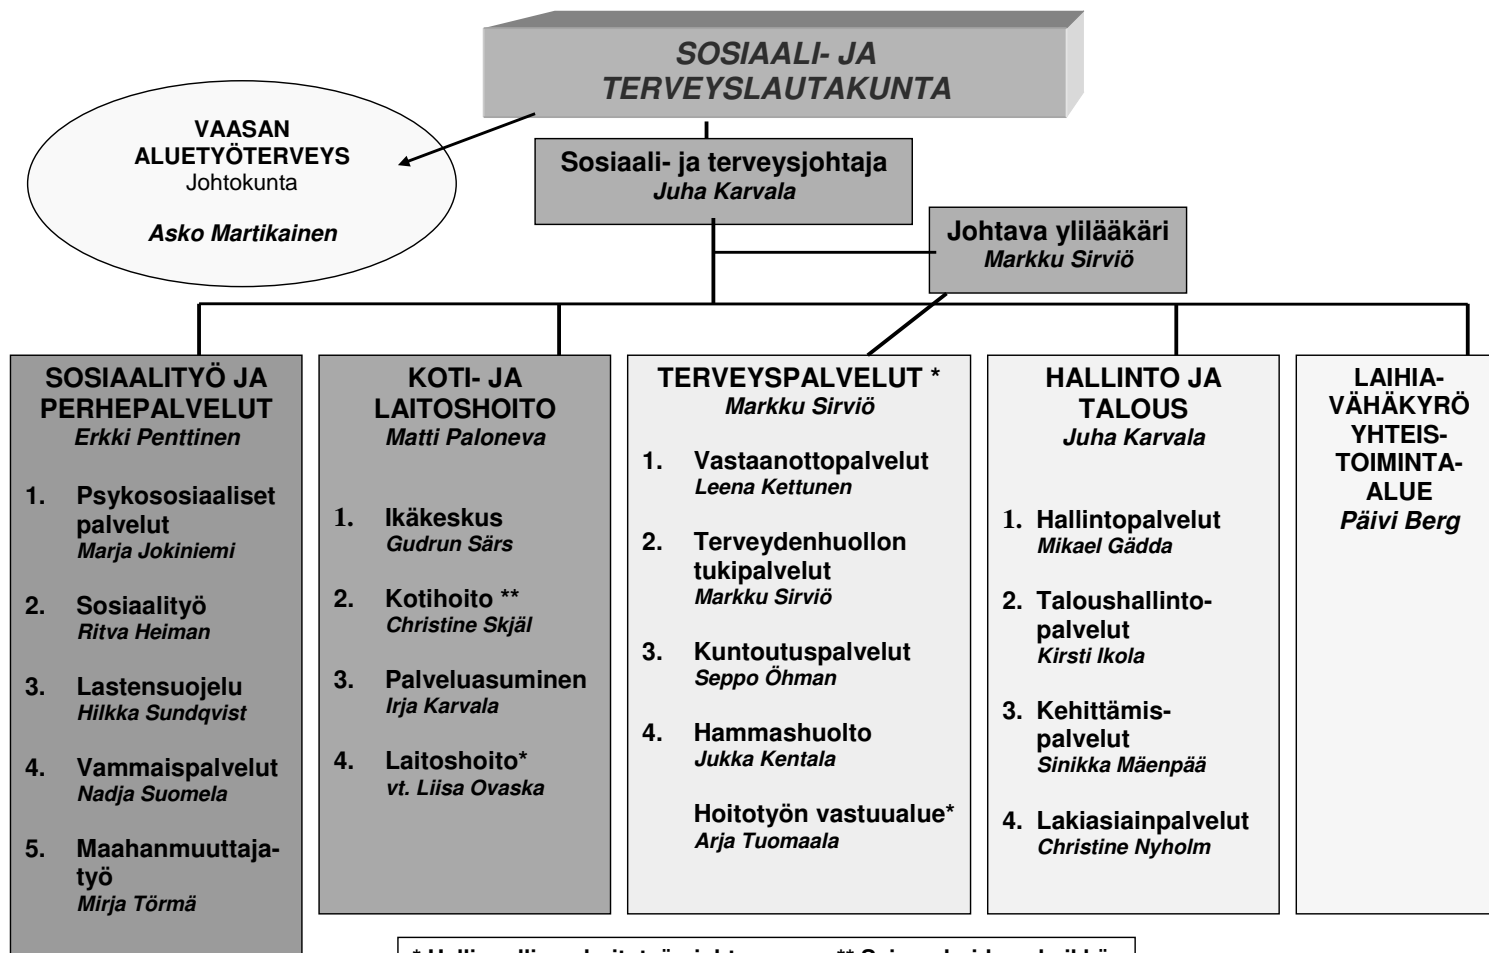 SOSIAALI- JA
TERVEYSLAUTAKUNTA
VAASAN
ALUETYÖTERVEYS
Johtokunta
Asko Martikainen
Sosiaali- ja terveysjohtaja
Juha Karvala
Johtava ylilääkäri
Markku Sirviö
SOSIAALITYÖ JA
PERHEPALVELUT
Erkki Penttinen
1. Psykososiaaliset
palvelut
Marja Jokiniemi
2. Sosiaalityö
Ritva Heiman
3. Lastensuojelu
Hilkka Sundqvist
4. Vammaispalvelut
Nadja Suomela
5. Maahanmuuttaja-
työ
Mirja Törmä
KOTI- JA
LAITOSHOITO
Matti Paloneva
1. Ikäkeskus
Gudrun Särs
2. Kotihoito **
Christine Skjäl
3. Palveluasuminen
Irja Karvala
4. Laitoshoito*
vt. Liisa Ovaska
TERVEYSPALVELUT *
Markku Sirviö
1. Vastaanottopalvelut
Leena Kettunen
2. Terveydenhuollon
tukipalvelut
Markku Sirviö
3. Kuntoutuspalvelut
Seppo Öhman
4. Hammashuolto
Jukka Kentala
Hoitotyön vastuualue*
Arja Tuomaala
HALLINTO JA
TALOUS
Juha Karvala
1. Hallintopalvelut
Mikael Gädda
2. Taloushallinto-
palvelut
Kirsti Ikola
3. Kehittämis-
palvelut
Sinikka Mäenpää
4. Lakiasiainpalvelut
Christine Nyholm
LAIHIA-
VÄHÄKYRÖ
YHTEIS-
TOIMINTA-
ALUE
Päivi Berg